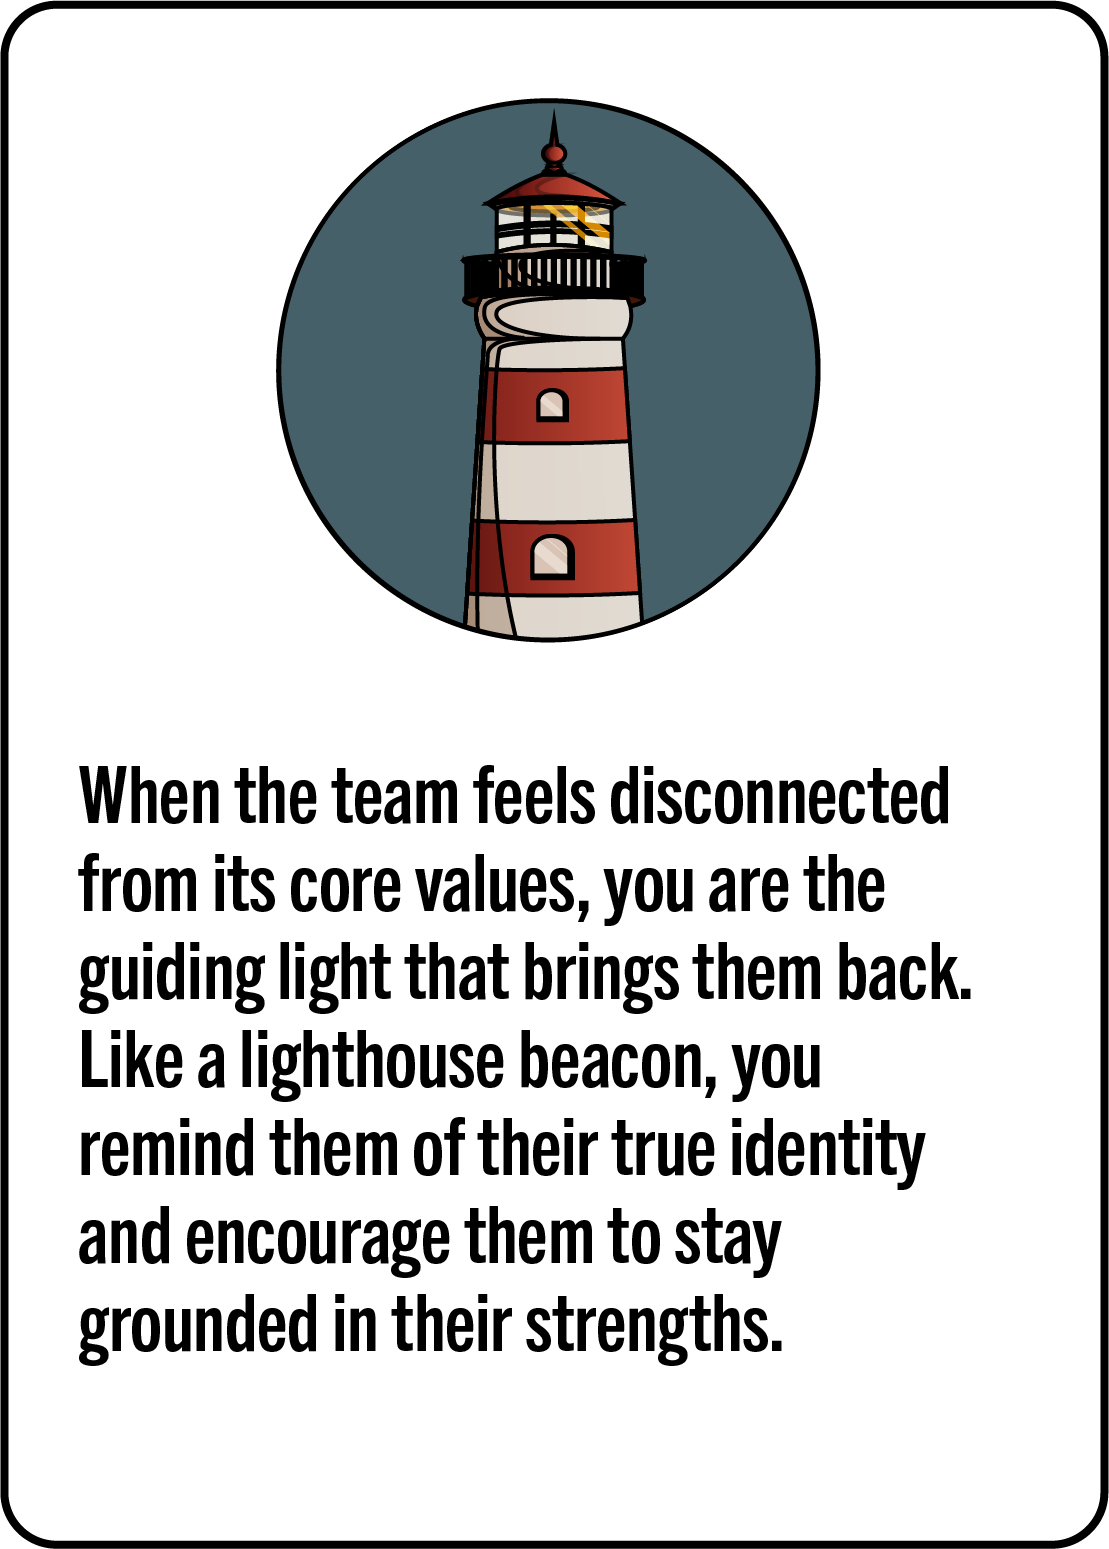 When the team feels disconnected
from its core values, you are the
guiding light that brings them back.
Like a lighthouse beacon, you
remind them of their true identity
and encourage them to stay
grounded in their strengths.